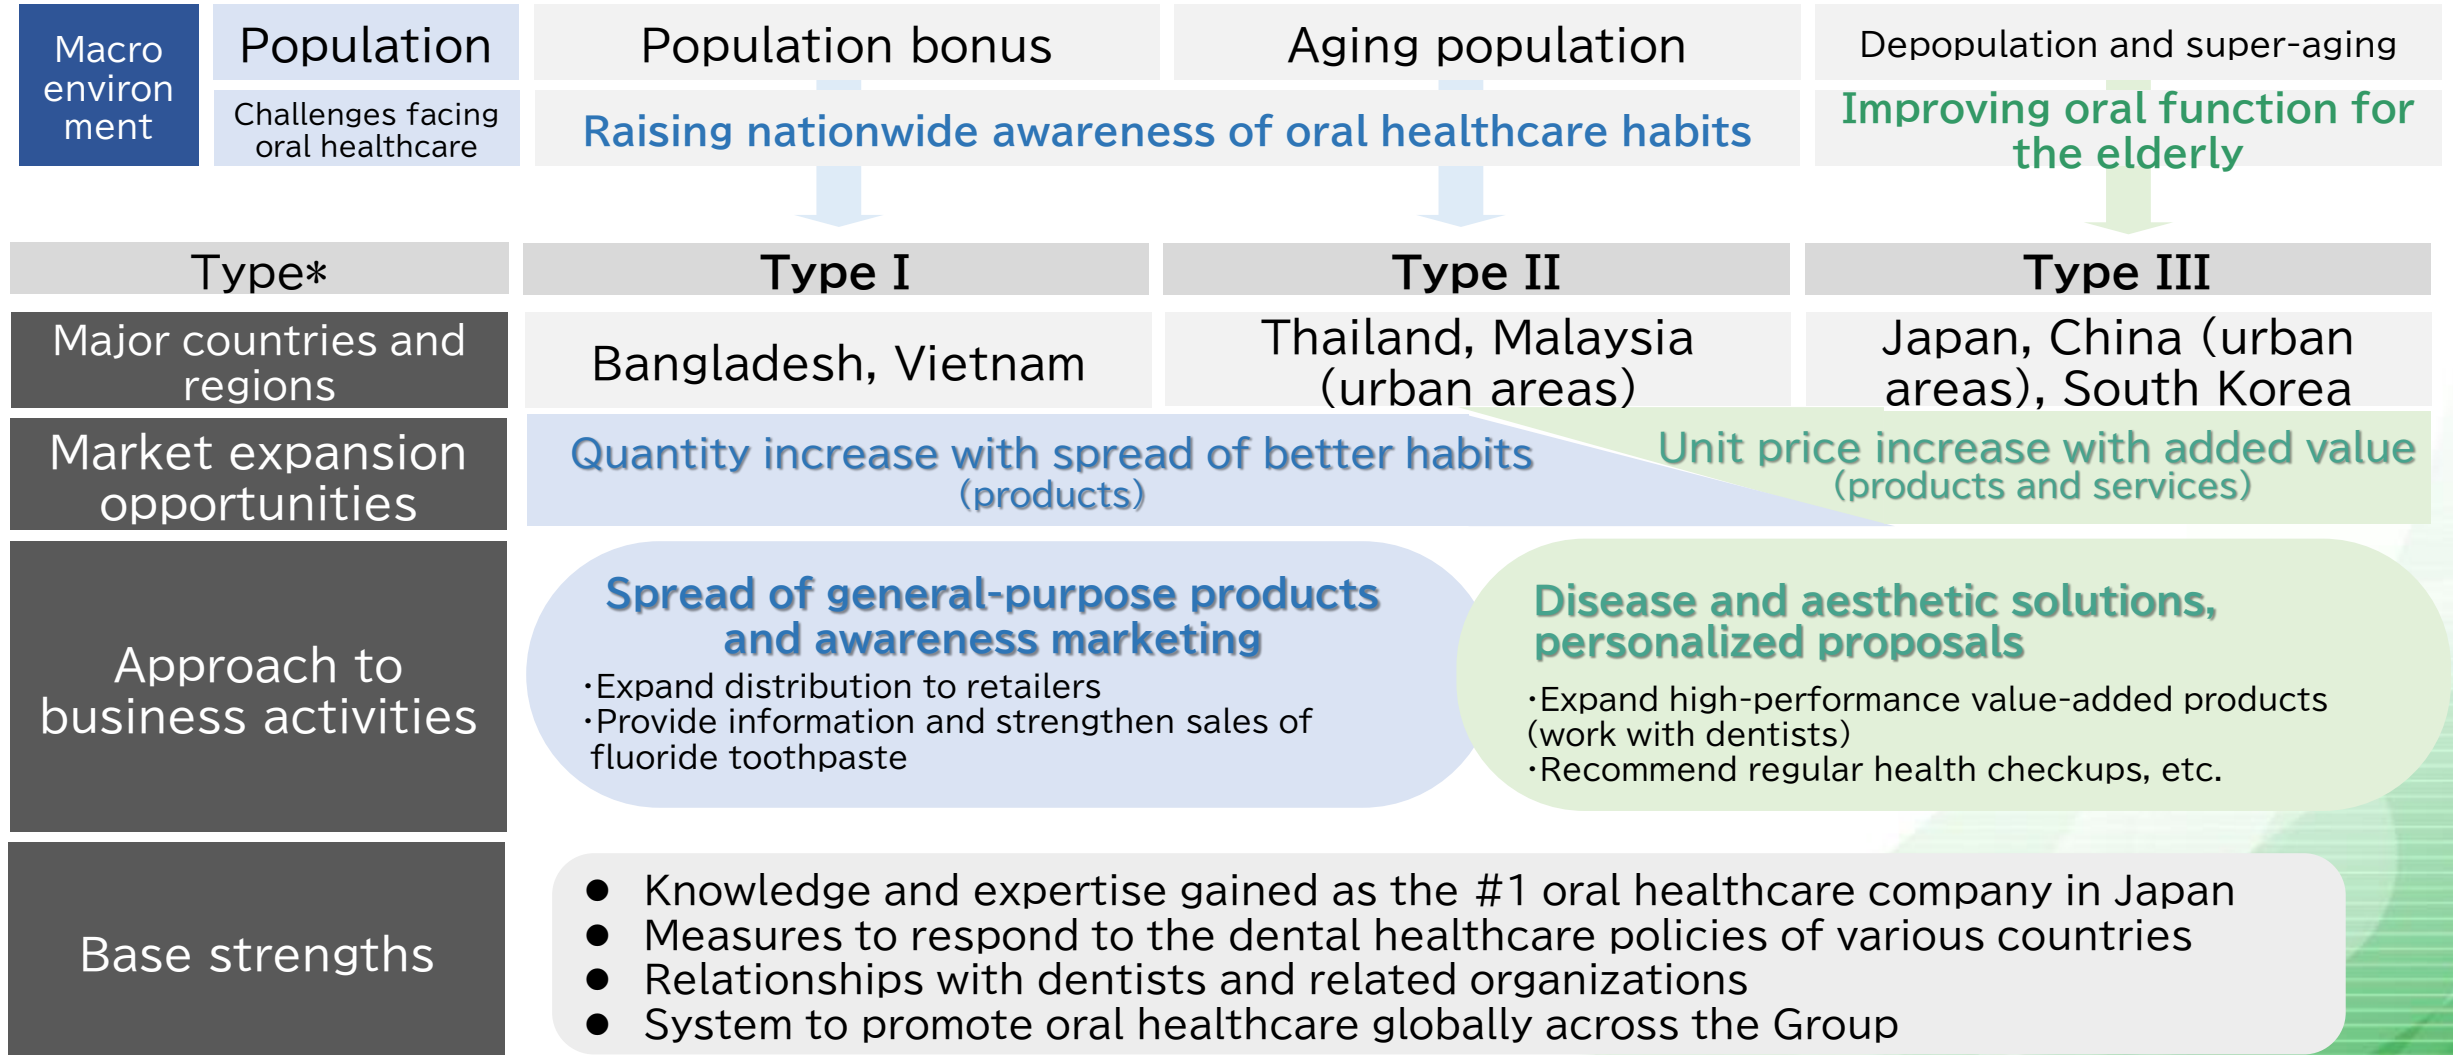 Macro
environ
ment
Population
Population bonus
Aging population
Depopulation and super-aging
Challenges facing
oral healthcare
Raising nationwide awareness of oral healthcare habits
Improving oral function for
the elderly
Type*
Type I
Type II
Type III
Major countries and
regions
Bangladesh, Vietnam
Thailand, Malaysia
(urban areas)
Japan, China (urban
areas), South Korea
Market expansion
opportunities
Quantity increase with spread of better habits
(products)
Unit price increase with added value
(products and services)
Approach to
business activities
Spread of general-purpose products
and awareness marketing
・Expand distribution to retailers
・Provide information and strengthen sales of
fluoride toothpaste
Disease and aesthetic solutions,
personalized proposals
・Expand high-performance value-added products
(work with dentists)
・Recommend regular health checkups, etc.
Base strengths
● Knowledge and expertise gained as the #1 oral healthcare company in Japan
● Measures to respond to the dental healthcare policies of various countries
● Relationships with dentists and related organizations
● System to promote oral healthcare globally across the Group